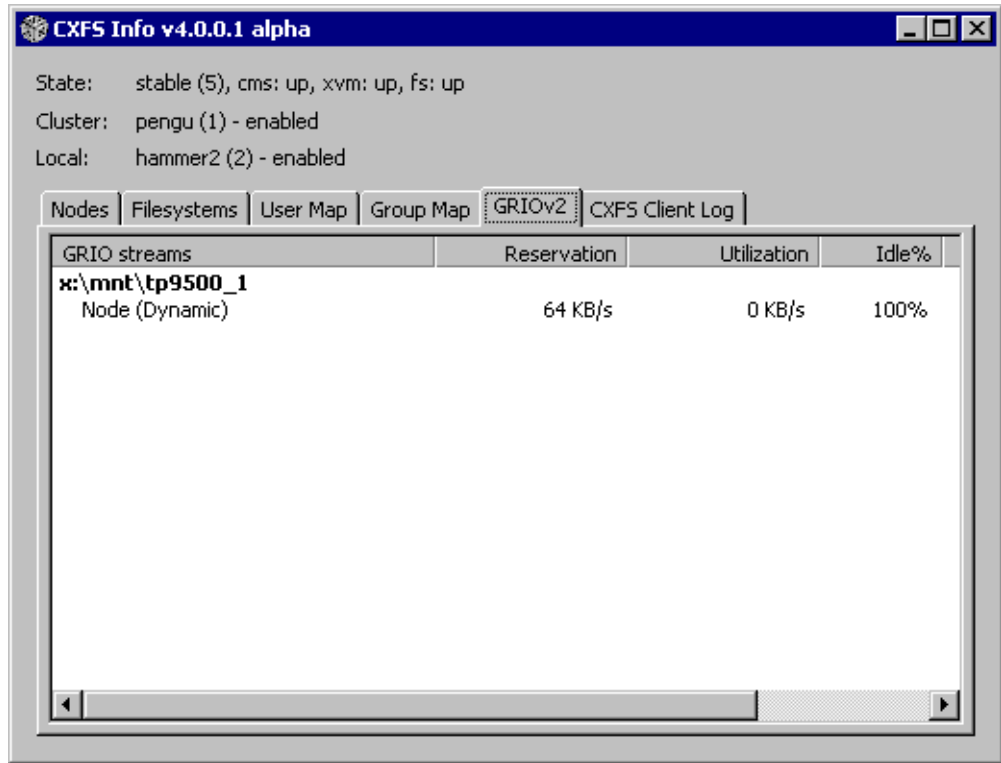 CXFS Info v4.0.0.1 alpha
State: stable (5), cms: up, xvm: up, fs: up
Cluster: pengu (1) - enabled
Local: hammer2 (2) - enabled
Nodes Filesystems User Map Group Map GRIOv2 CXFS Client Log
GRIO streams Reservation Utilization Idle%
x:\mnt\tp9500_1
Node (Dynamic) 64 KB/s 0 KB/s 100%